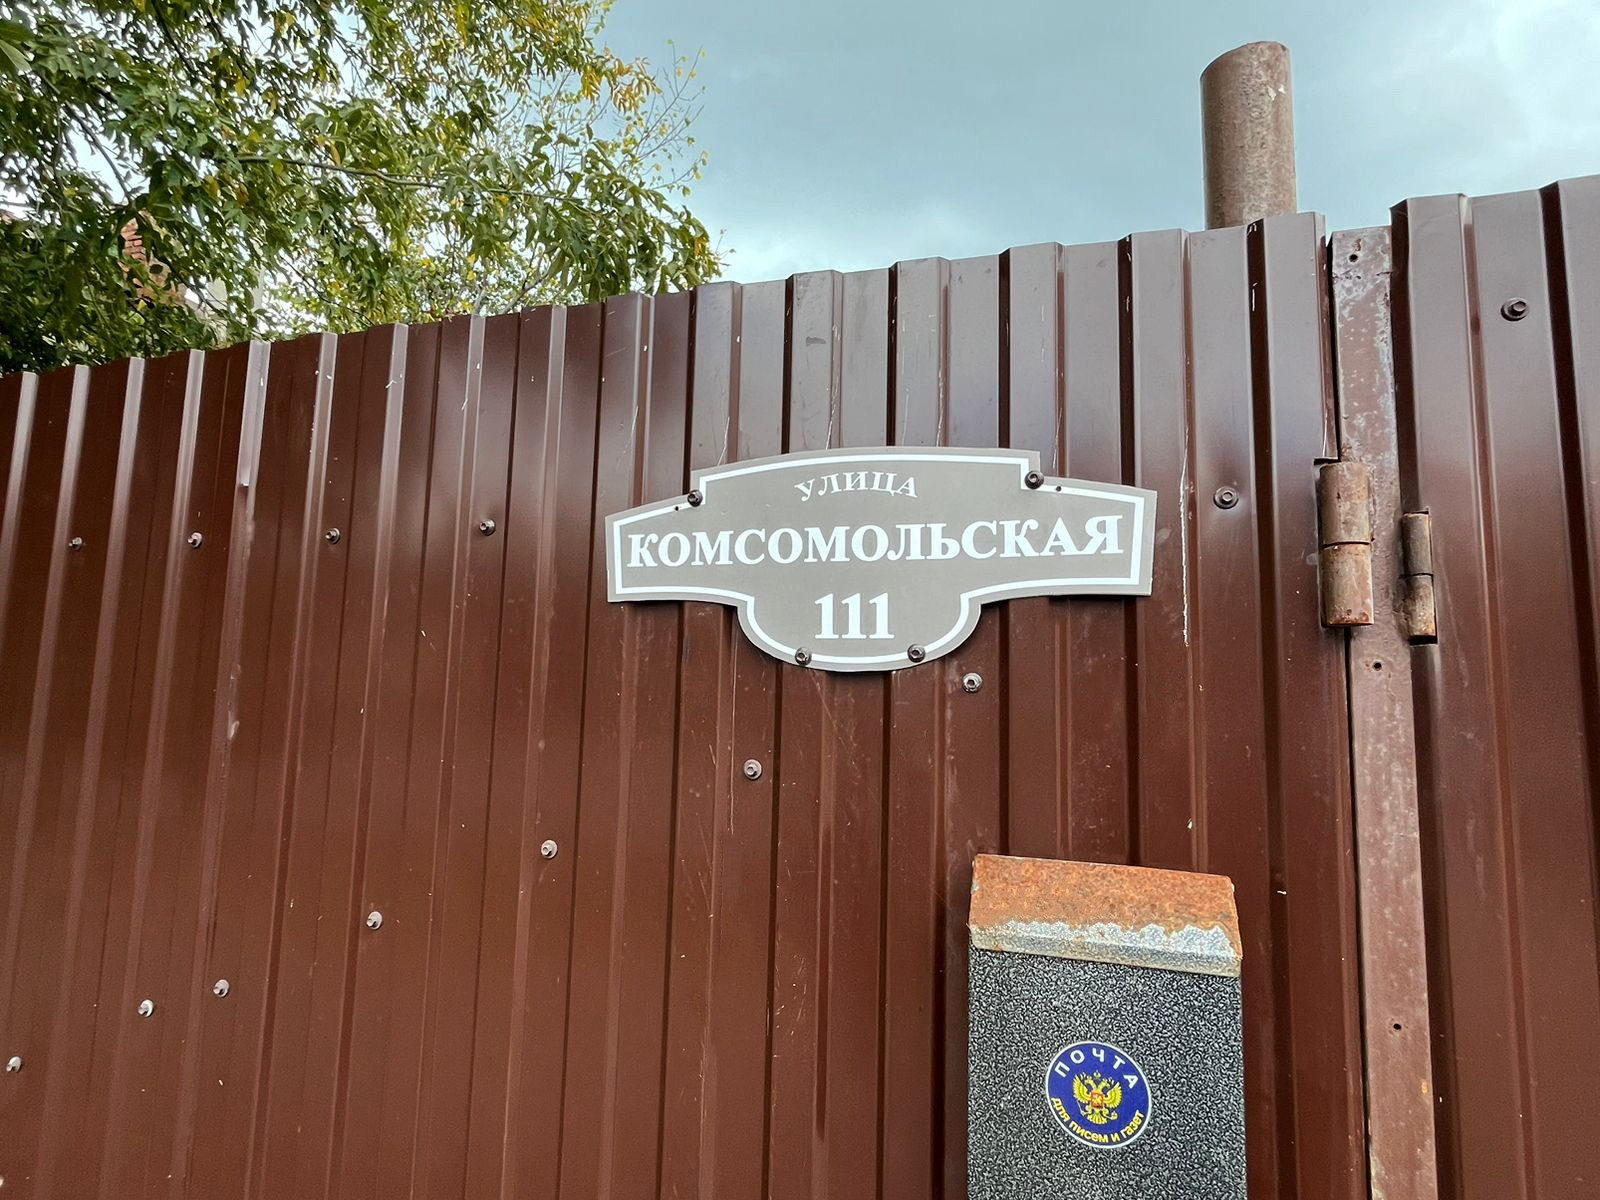 УЛИЦА
КОМСОМОЛЬСКАЯ
111
ПОЧТА
для писем и газет